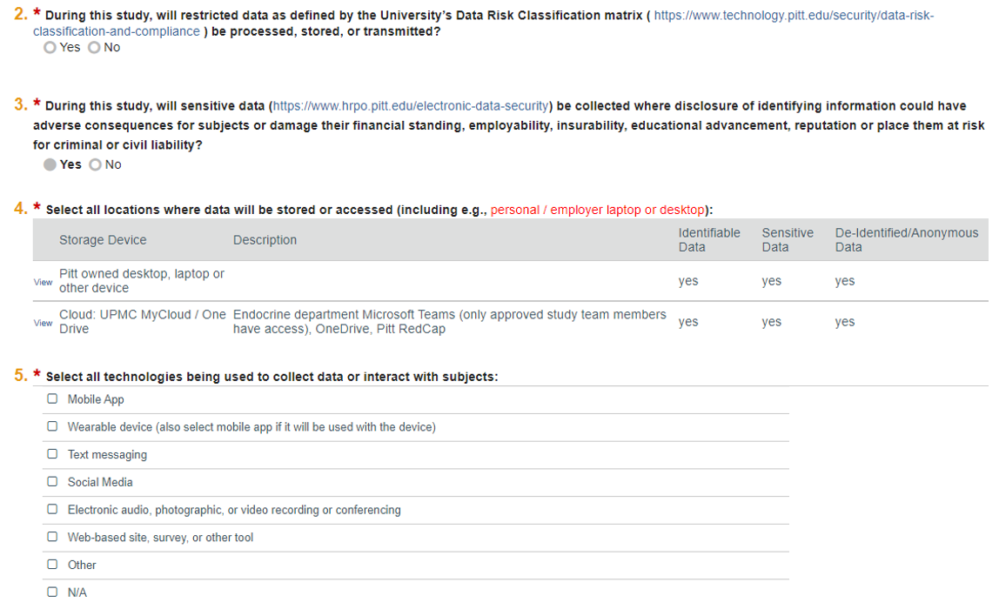 2. * During this study, will restricted data as defined by the University’s Data Risk Classification matrix ( https://www.technology.pitt.edu/security/data-risk-
classification-and-compliance ) be processed, stored, or transmitted?
Yes No
3. * During this study, will sensitive data (https://www.hrpo.pitt.edu/electronic-data-security) be collected where disclosure of identifying information could have
adverse consequences for subjects or damage their financial standing, employability, insurability, educational advancement, reputation or place them at risk
for criminal or civil liability?
Yes No
4. * Select all locations where data will be stored or accessed (including e.g., personal / employer laptop or desktop):
Storage Device Description Identifiable Data Sensitive Data De-Identified/Anonymous Data
View Pitt owned desktop, laptop or other device yes yes yes
View Cloud: UPMC MyCloud / One Drive Endocrine department Microsoft Teams (only approved study team members have access), OneDrive, Pitt RedCap yes yes yes
5. * Select all technologies being used to collect data or interact with subjects:
Mobile App
Wearable device (also select mobile app if it will be used with the device)
Text messaging
Social Media
Electronic audio, photographic, or video recording or conferencing
Web-based site, survey, or other tool
Other
N/A